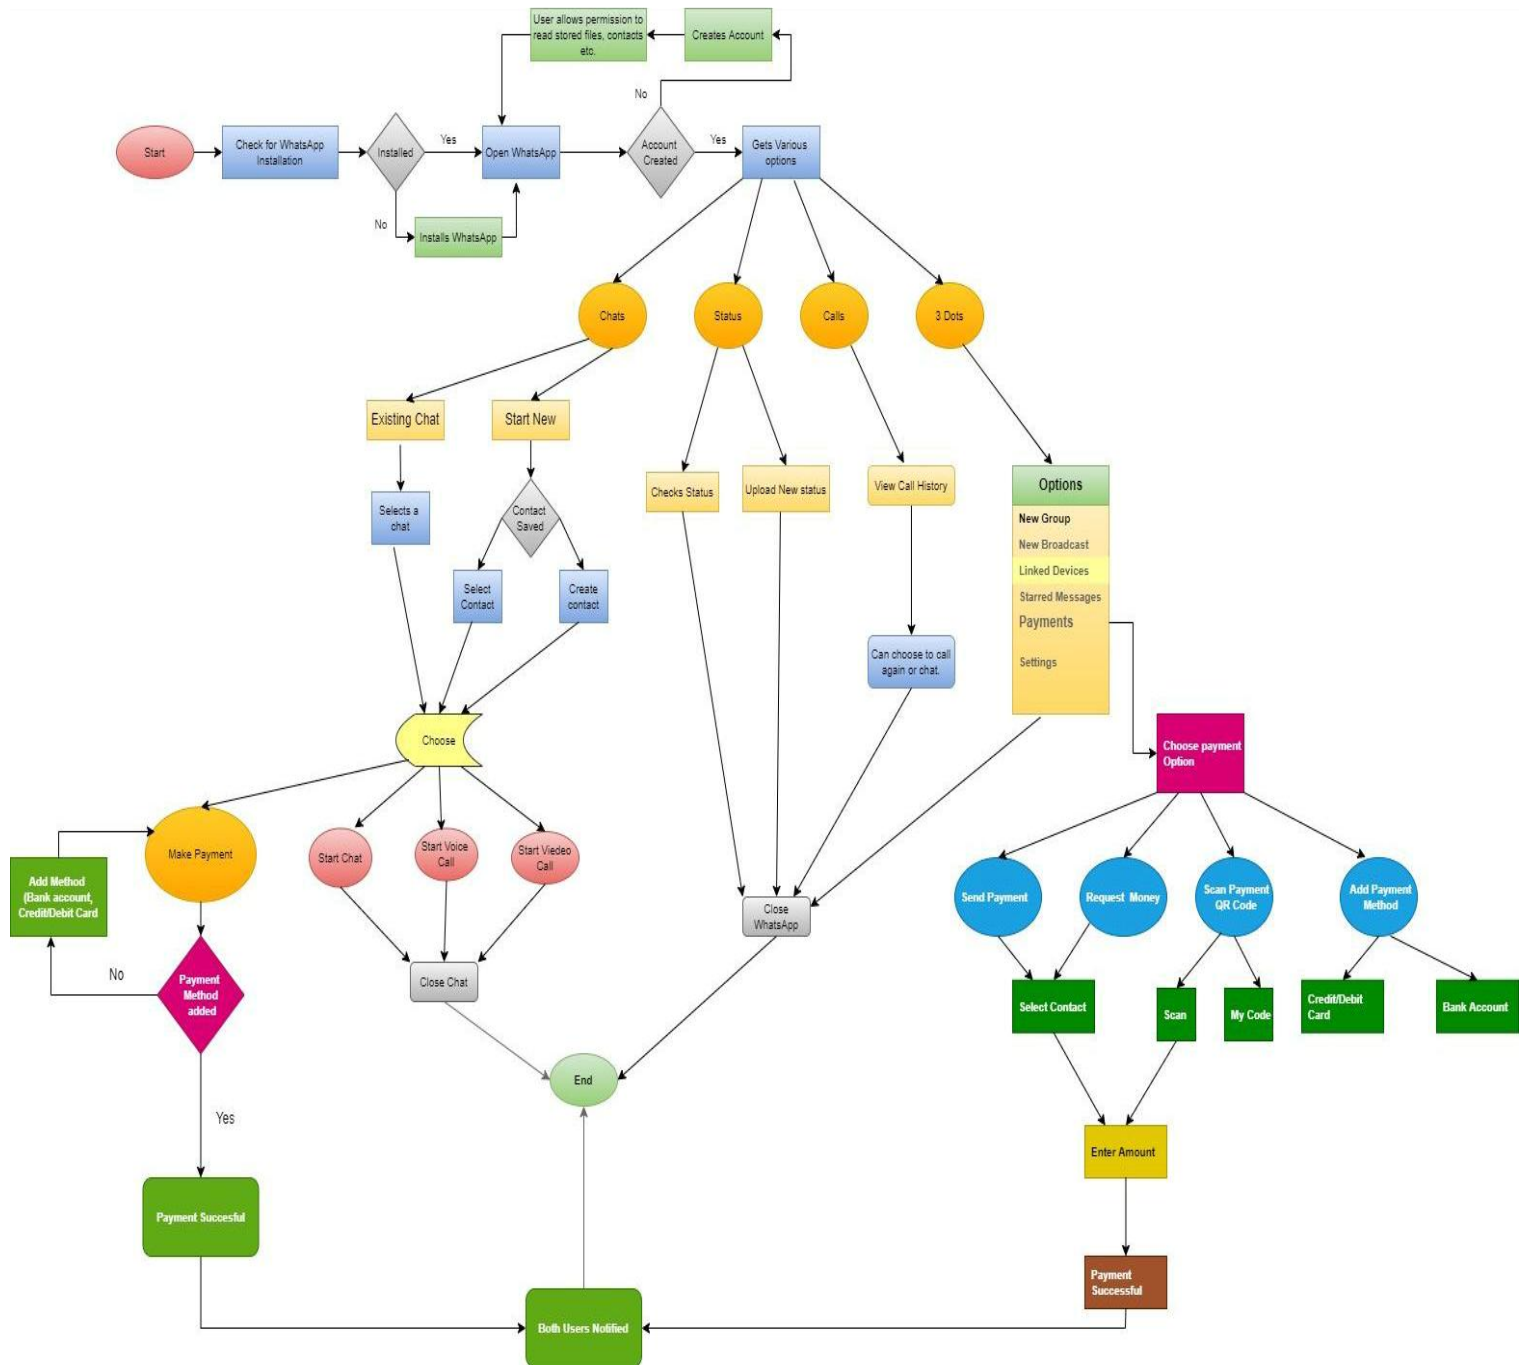 User allows permission to
read stored files, contacts
etc.
Creates Account
No
Start
Check for WhatsApp
Installation
Installed
Yes
Open WhatsApp
Account
Created
Yes
Gets Various
options
No
Installs WhatsApp
Chats
Status
Calls
3 Dots
Existing Chat
Start New
Selects a
chat
Contact
Saved
Checks Status
Upload New status
View Call History
Options
New Group
New Broadcast
Linked Devices
Starred Messages
Payments
Settings
Select
Contact
Create
contact
Can choose to call
again or chat.
Choose
Choose payment
Option
Make Payment
Start Chat
Start Voice
Call
Start Viedeo
Call
Add Method
(Bank account,
Credit/Debit Card
Close
WhatsApp
Send Payment
Request Money
Scan Payment
QR Code
Add Payment
Method
No
Payment
Method
added
Close Chat
Select Contact
Scan
My Code
Credit/Debit
Card
Bank Account
End
Yes
Enter Amount
Payment Succesful
Payment
Successful
Both Users Notified